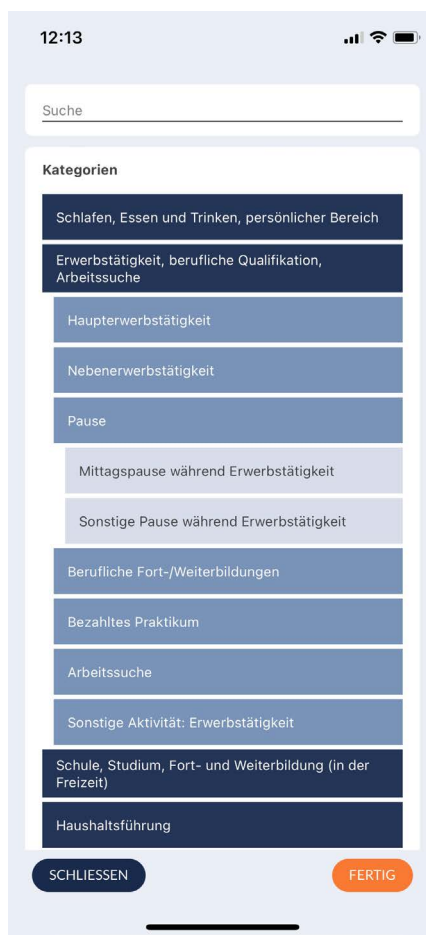 12:13
Suche
Kategorien
Schlafen, Essen und Trinken, persönlicher Bereich
Erwerbstätigkeit, berufliche Qualifikation,
Arbeitssuche
Haupterwerbstätigkeit
Nebenerwerbstätigkeit
Pause
Mittagspause während Erwerbstätigkeit
Sonstige Pause während Erwerbstätigkeit
Berufliche Fort-/Weiterbildungen
Bezahltes Praktikum
Arbeitssuche
Sonstige Aktivität: Erwerbstätigkeit
Schule, Studium, Fort- und Weiterbildung (in der
Freizeit)
Haushaltsführung
SCHLIESSEN FERTIG